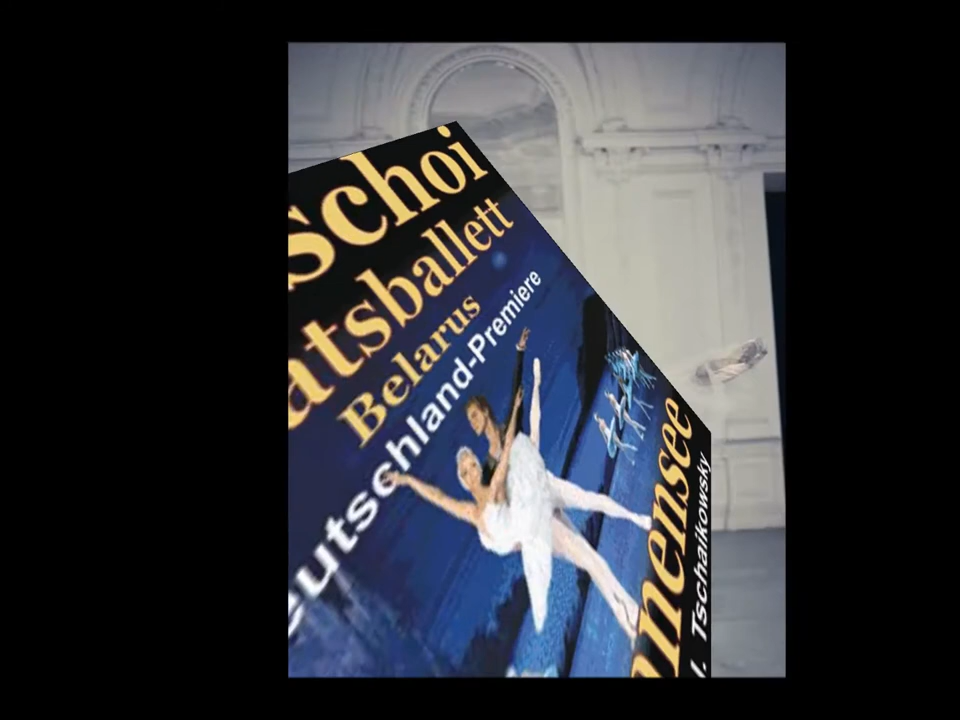 schoi
atsballett
Belarus
eutschland-Premiere
nensee
I. Tschaikowsky